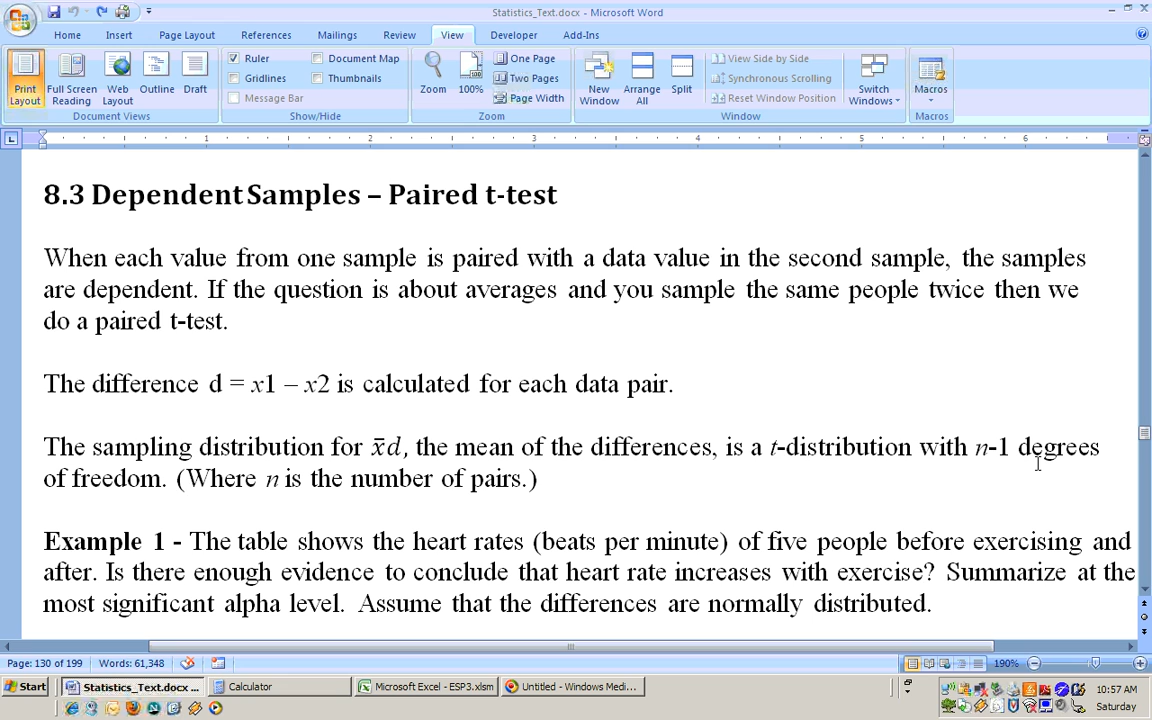 Statistics_Text.docx - Microsoft Word
Home Insert Page Layout References Mailings Review View Developer Add-Ins
Print Layout Full Screen Reading Web Layout Outline Draft
Document Views
Ruler Document Map
Gridlines Thumbnails
Message Bar
Show/Hide
Zoom 100% One Page
Two Pages
Page Width
Zoom
New Window Arrange All Split
View Side by Side
Synchronous Scrolling
Reset Window Position
Switch Windows
Window
Macros
Macros
1 2 3 4 5 6
8.3 Dependent Samples – Paired t-test
When each value from one sample is paired with a data value in the second sample, the samples
are dependent. If the question is about averages and you sample the same people twice then we
do a paired t-test.
The difference d = x1 – x2 is calculated for each data pair.
The sampling distribution for x̄d, the mean of the differences, is a t-distribution with n-1 degrees
of freedom. (Where n is the number of pairs.)
Example 1 - The table shows the heart rates (beats per minute) of five people before exercising and
after. Is there enough evidence to conclude that heart rate increases with exercise? Summarize at the
most significant alpha level. Assume that the differences are normally distributed.
Page: 130 of 199 Words: 61,348 190%
Start Statistics_Text.docx ... Calculator Microsoft Excel - ESP3.xlsm Untitled - Windows Medi... 10:57 AM
Saturday